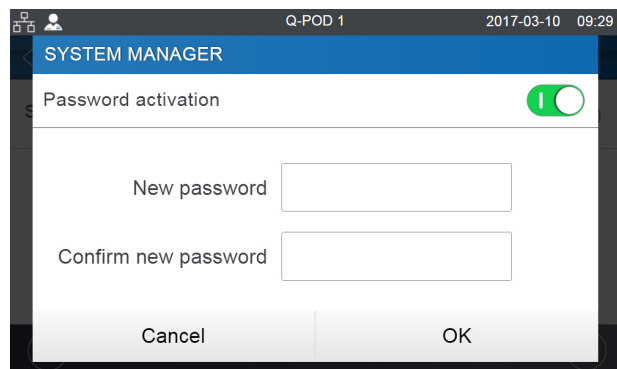 Q-POD 1 2017-03-10 09:29
SYSTEM MANAGER
Password activation
New password
Confirm new password
Cancel OK